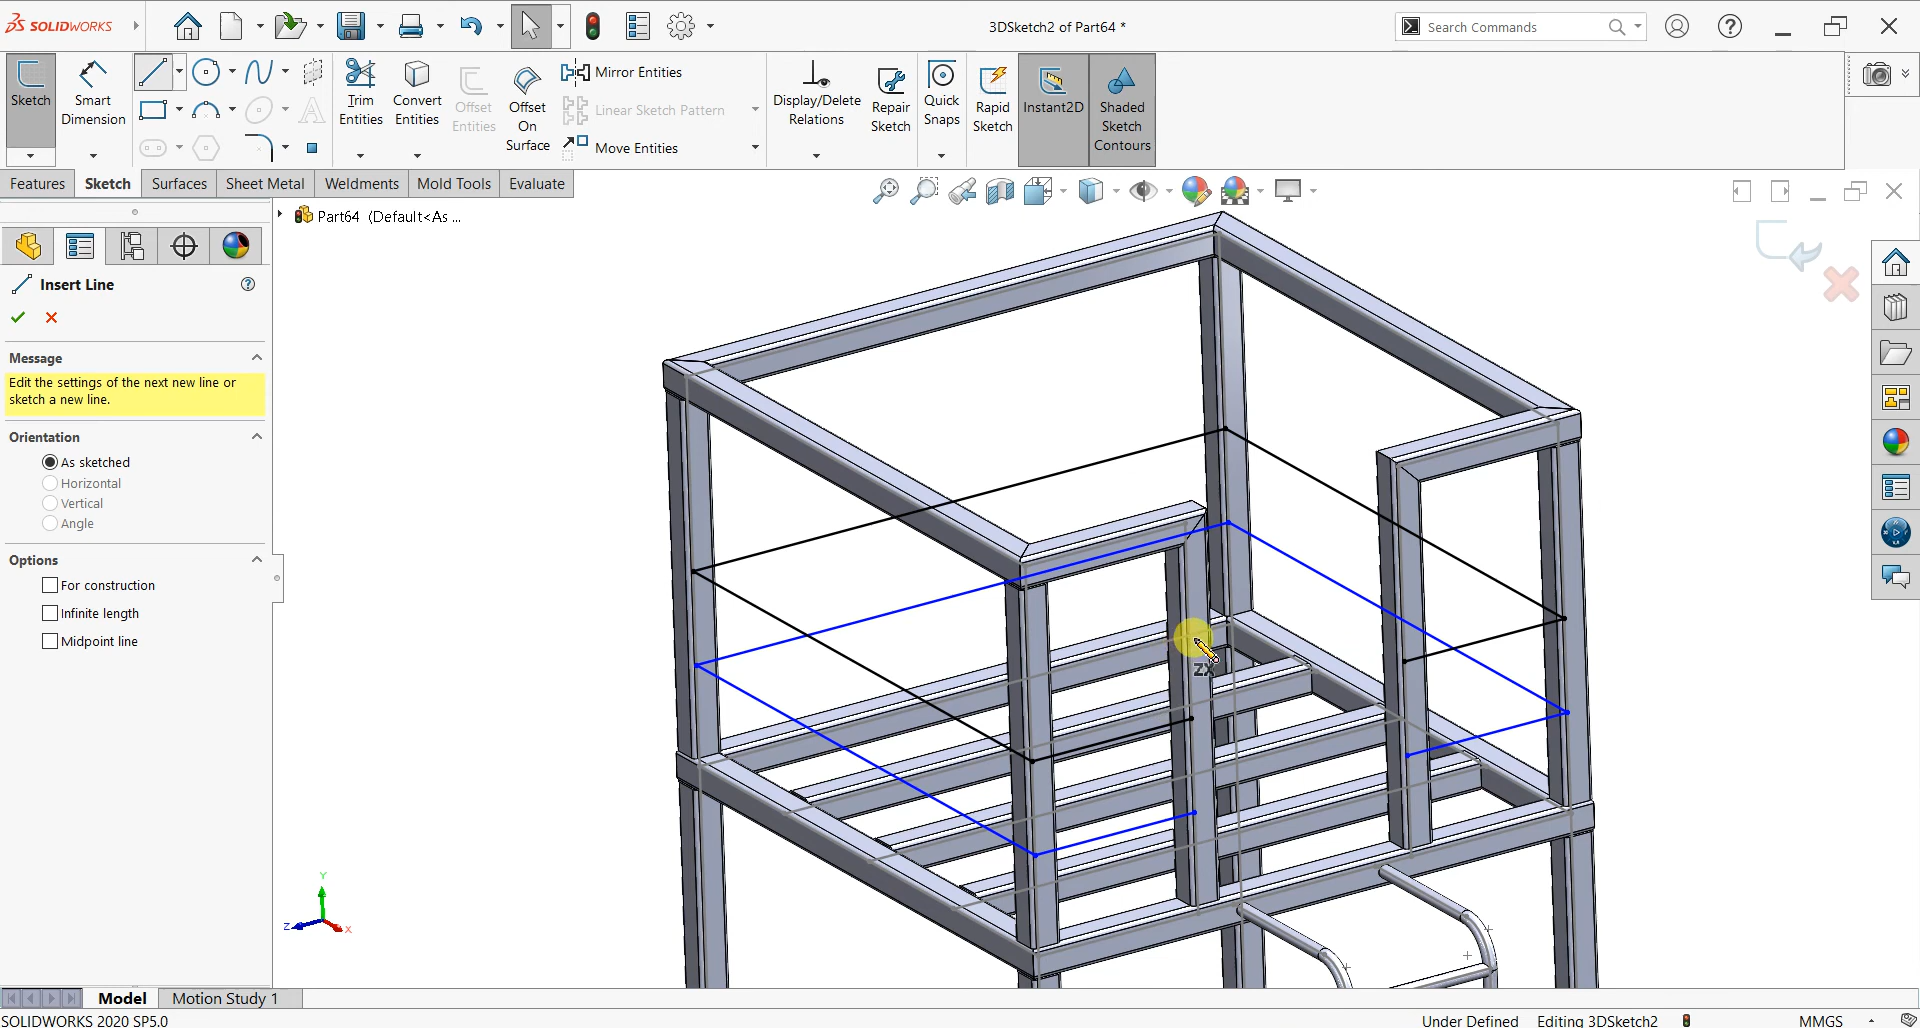 SOLIDWORKS
3DSketch2 of Part64 *
Search Commands
Sketch
Smart Dimension
Trim Entities
Convert Entities
Offset Entities
Offset On Surface
Mirror Entities
Linear Sketch Pattern
Move Entities
Display/Delete Relations
Repair Sketch
Quick Snaps
Rapid Sketch
Instant2D
Shaded Sketch Contours
Features
Sketch
Surfaces
Sheet Metal
Weldments
Mold Tools
Evaluate
Part64 (Default<As ...
Insert Line
Message
Edit the settings of the next new line or
sketch a new line.
Orientation
As sketched
Horizontal
Vertical
Angle
Options
For construction
Infinite length
Midpoint line
ZX
Y
Z
X
Model
Motion Study 1
SOLIDWORKS 2020 SP5.0
Under Defined
Editing 3DSketch2
MMGS